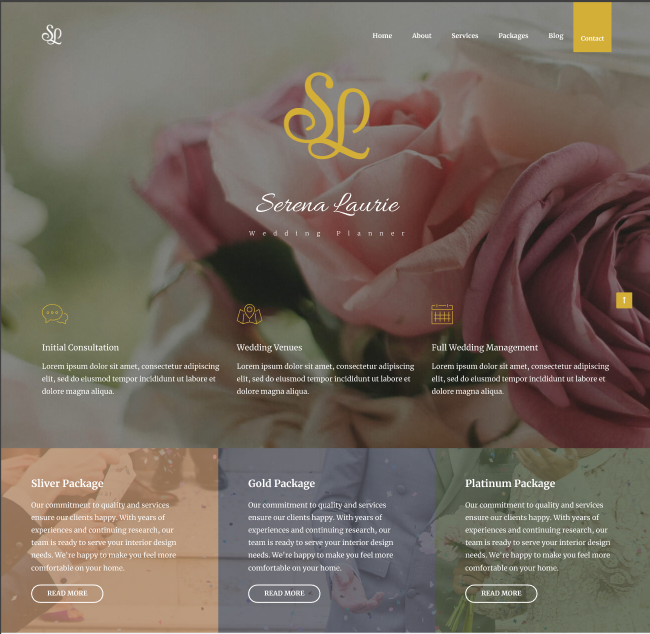 SL
Home About Services Packages Blog Contact
SL
Serena Laurie
Wedding Planner
Initial Consultation
Lorem ipsum dolor sit amet, consectetur adipiscing
elit, sed do eiusmod tempor incididunt ut labore et
dolore magna aliqua.
Wedding Venues
Lorem ipsum dolor sit amet, consectetur adipiscing
elit, sed do eiusmod tempor incididunt ut labore et
dolore magna aliqua.
Full Wedding Management
Lorem ipsum dolor sit amet, consectetur adipiscing
elit, sed do eiusmod tempor incididunt ut labore et
dolore magna aliqua.
Sliver Package
Our commitment to quality and services
ensure our clients happy. With years of
experiences and continuing research, our
team is ready to serve your interior design
needs. We're happy to make you feel more
comfortable on your home.
READ MORE
Gold Package
Our commitment to quality and services
ensure our clients happy. With years of
experiences and continuing research, our
team is ready to serve your interior design
needs. We're happy to make you feel more
comfortable on your home.
READ MORE
Platinum Package
Our commitment to quality and services
ensure our clients happy. With years of
experiences and continuing research, our
team is ready to serve your interior design
needs. We're happy to make you feel more
comfortable on your home.
READ MORE